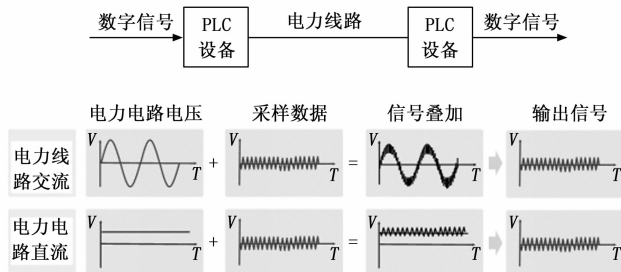 数字信号
PLC
设备
电力线路
PLC
设备
数字信号
电力电路电压
采样数据
信号叠加
输出信号
电力线
路交流
V
T
+
V
T
=
V
T
V
T
电力电
路直流
V
T
+
V
T
=
V
T
V
T